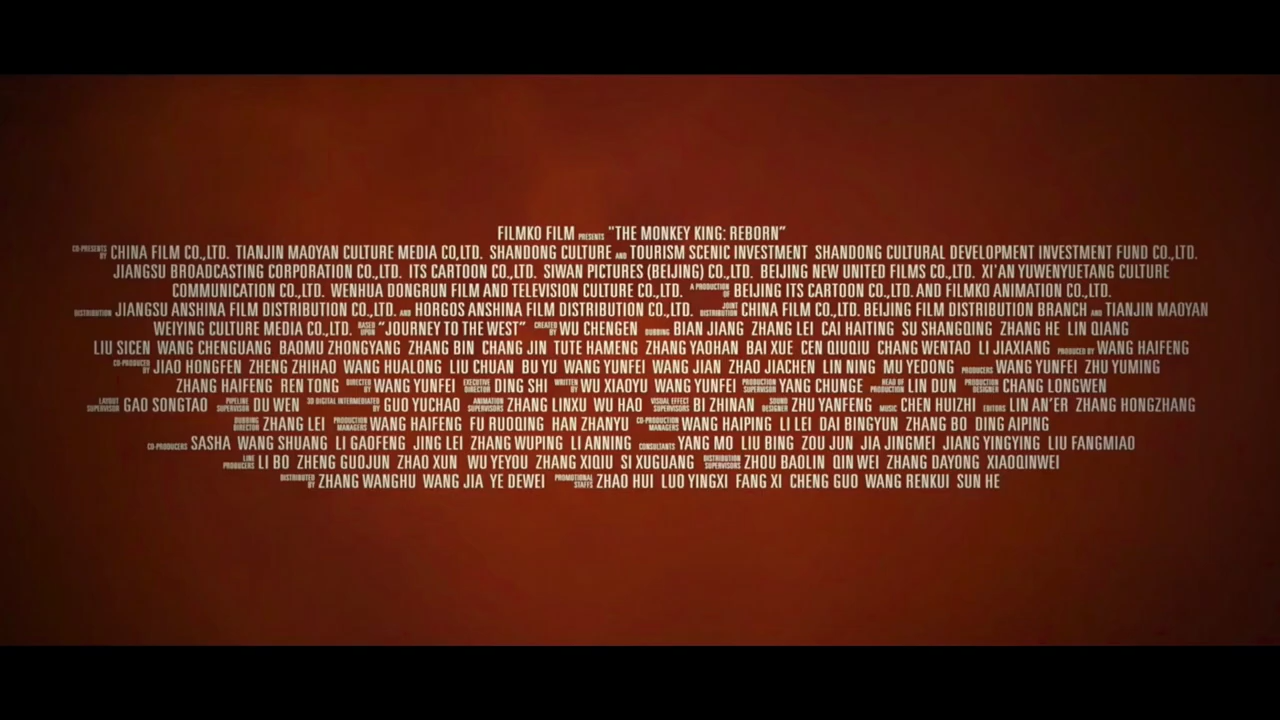 FILMKO FILM PRESENTS "THE MONKEY KING: REBORN"
CO-PRESENTS BY CHINA FILM CO.,LTD. TIANJIN MAOYAN CULTURE MEDIA CO,LTD. SHANDONG CULTURE AND TOURISM SCENIC INVESTMENT SHANDONG CULTURAL DEVELOPMENT INVESTMENT FUND CO.,LTD.
JIANGSU BROADCASTING CORPORATION CO.,LTD. ITS CARTOON CO.,LTD. SIWAN PICTURES (BEIJING) CO.,LTD. BEIJING NEW UNITED FILMS CO.,LTD. XI'AN YUWENYUETANG CULTURE
COMMUNICATION CO.,LTD. WENHUA DONGRUN FILM AND TELEVISION CULTURE CO.,LTD. A PRODUCTION OF BEIJING ITS CARTOON CO.,LTD. AND FILMKO ANIMATION CO.,LTD.
DISTRIBUTION JIANGSU ANSHINA FILM DISTRIBUTION CO.,LTD. AND HORGOS ANSHINA FILM DISTRIBUTION CO.,LTD. JOINT DISTRIBUTION CHINA FILM CO.,LTD. BEIJING FILM DISTRIBUTION BRANCH AND TIANJIN MAOYAN
WEIYING CULTURE MEDIA CO.,LTD. BASED UPON "JOURNEY TO THE WEST" CREATED BY WU CHENGEN DUBBING BIAN JIANG ZHANG LEI CAI HAITING SU SHANGQING ZHANG HE LIN QIANG
LIU SICEN WANG CHENGUANG BAOMU ZHONGYANG ZHANG BIN CHANG JIN TUTE HAMENG ZHANG YAOHAN BAI XUE CEN QIUQIU CHANG WENTAO LI JIAXIANG PRODUCED BY WANG HAIFENG
CO-PRODUCED BY JIAO HONGFEN ZHENG ZHIHAO WANG HUALONG LIU CHUAN BU YU WANG YUNFEI WANG JIAN ZHAO JIACHEN LIN NING MU YEDONG PRODUCERS WANG YUNFEI ZHU YUMING
ZHANG HAIFENG REN TONG DIRECTED BY WANG YUNFEI EXECUTIVE DIRECTOR DING SHI WRITTEN BY WU XIAOYU WANG YUNFEI PRODUCTION SUPERVISOR YANG CHUNGE HEAD OF PRODUCTION LIN DUN PRODUCTION DESIGNER CHANG LONGWEN
LAYOUT SUPERVISOR GAO SONGTAO PIPELINE SUPERVISOR DU WEN 3D DIGITAL INTERMEDIATED BY GUO YUCHAO ANIMATION SUPERVISORS ZHANG LINXU WU HAO VISUAL EFFECT SUPERVISORS BI ZHINAN SOUND DESIGNER ZHU YANFENG MUSIC CHEN HUIZHI EDITORS LIN AN'ER ZHANG HONGZHANG
DUBBING DIRECTOR ZHANG LEI PRODUCTION MANAGERS WANG HAIFENG FU RUOQING HAN ZHANYU CO-PRODUCTION MANAGERS WANG HAIPING LI LEI DAI BINGYUN ZHANG BO DING AIPING
CO-PRODUCERS SASHA WANG SHUANG LI GAOFENG JING LEI ZHANG WUPING LI ANNING CONSULTANTS YANG MO LIU BING ZOU JUN JIA JINGMEI JIANG YINGYING LIU FANGMIAO
LINE PRODUCERS LI BO ZHENG GUOJUN ZHAO XUN WU YEYOU ZHANG XIQIU SI XUGUANG DISTRIBUTION SUPERVISORS ZHOU BAOLIN QIN WEI ZHANG DAYONG XIAOQINWEI
DISTRIBUTED BY ZHANG WANGHU WANG JIA YE DEWEI PROMOTIONAL STAFFS ZHAO HUI LUO YINGXI FANG XI CHENG GUO WANG RENKUI SUN HE